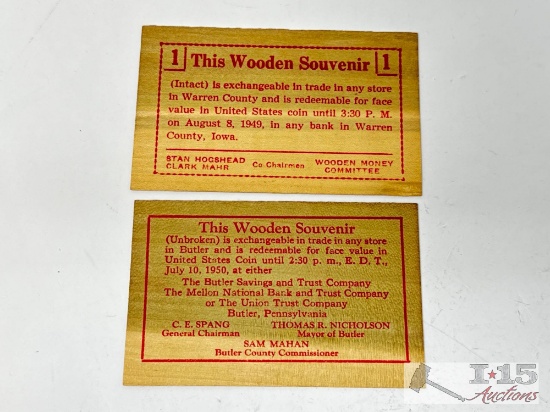 1 This Wooden Souvenir 1
(Intact) is exchangeable in trade in any store
in Warren County and is redeemable for face
value in United States coin until 3:30 P. M.
on August 8, 1949, in any bank in Warren
County, Iowa.
STAN HOGSHEAD
CLARK MAHR
Co-Chairmen
WOODEN MONEY
COMMITTEE
This Wooden Souvenir
(Unbroken) is exchangeable in trade in any store
in Butler and is redeemable for face value in
United States Coin until 2:30 p. m., E. D. T.,
July 10, 1950, at either
The Butler Savings and Trust Company
The Mellon National Bank and Trust Company
or The Union Trust Company
Butler, Pennsylvania
C. E. SPANG
General Chairman
THOMAS R. NICHOLSON
Mayor of Butler
SAM MAHAN
Butler County Commissioner
I-15
Auctions